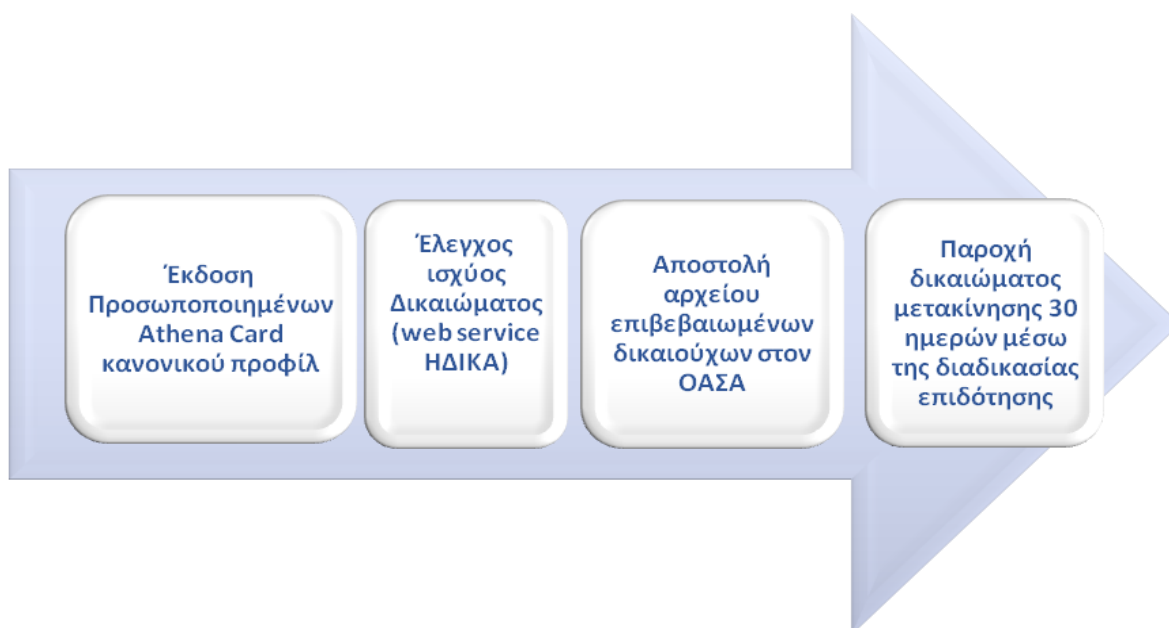 Έκδοση
Προσωποποιημένων
Athena Card
κανονικού προφίλ
Έλεγχος
ισχύος
Δικαιώματος
(web service
ΗΔΙΚΑ)
Αποστολή
αρχείου
επιβεβαιωμένων
δικαιούχων στον
ΟΑΣΑ
Παροχή
δικαιώματος
μετακίνησης 30
ημερών μέσω
της διαδικασίας
επιδότησης